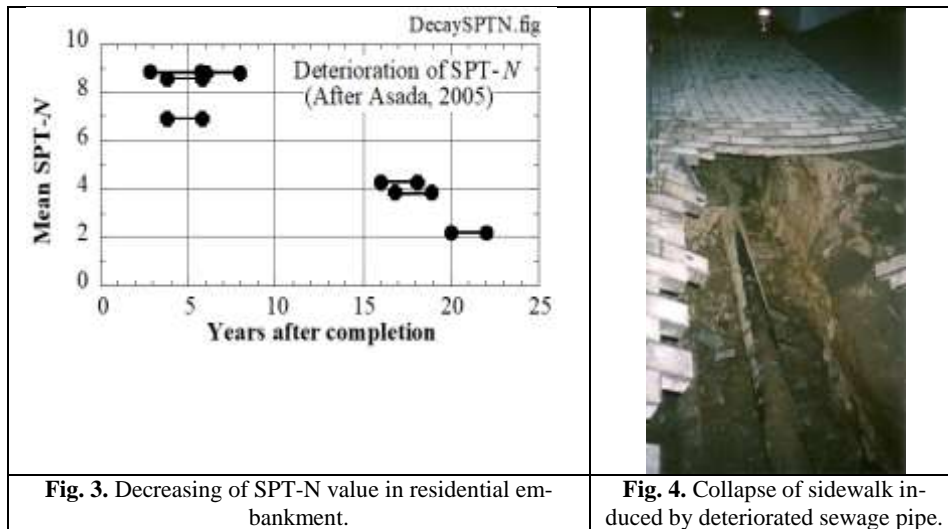 DecaySPTN.fig
10
8
6
4
2
0
Mean SPT-N
Deterioration of SPT-N
(After Asada, 2005)
0 5 10 15 20 25
Years after completion
Fig. 3. Decreasing of SPT-N value in residential em-
bankment.
Fig. 4. Collapse of sidewalk in-
duced by deteriorated sewage pipe.